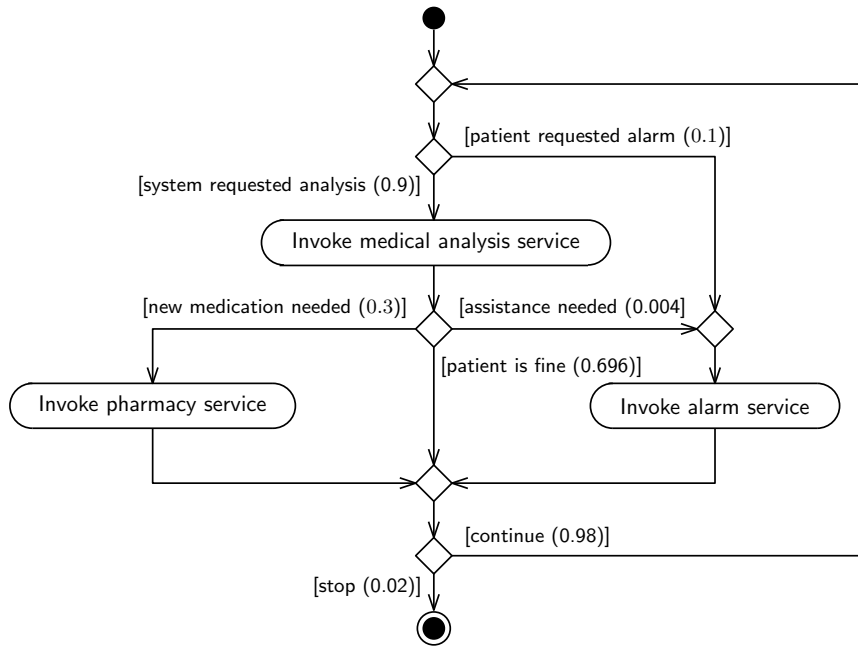 [patient requested alarm (0.1)]
[system requested analysis (0.9)]
Invoke medical analysis service
[new medication needed (0.3)]
[assistance needed (0.004]
[patient is fine (0.696)]
Invoke pharmacy service
Invoke alarm service
[continue (0.98)]
[stop (0.02)]